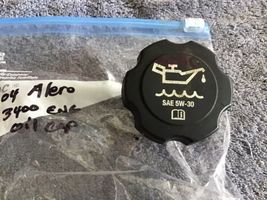 04 Alero
3400 ENG
oil cap
SAE 5W-30